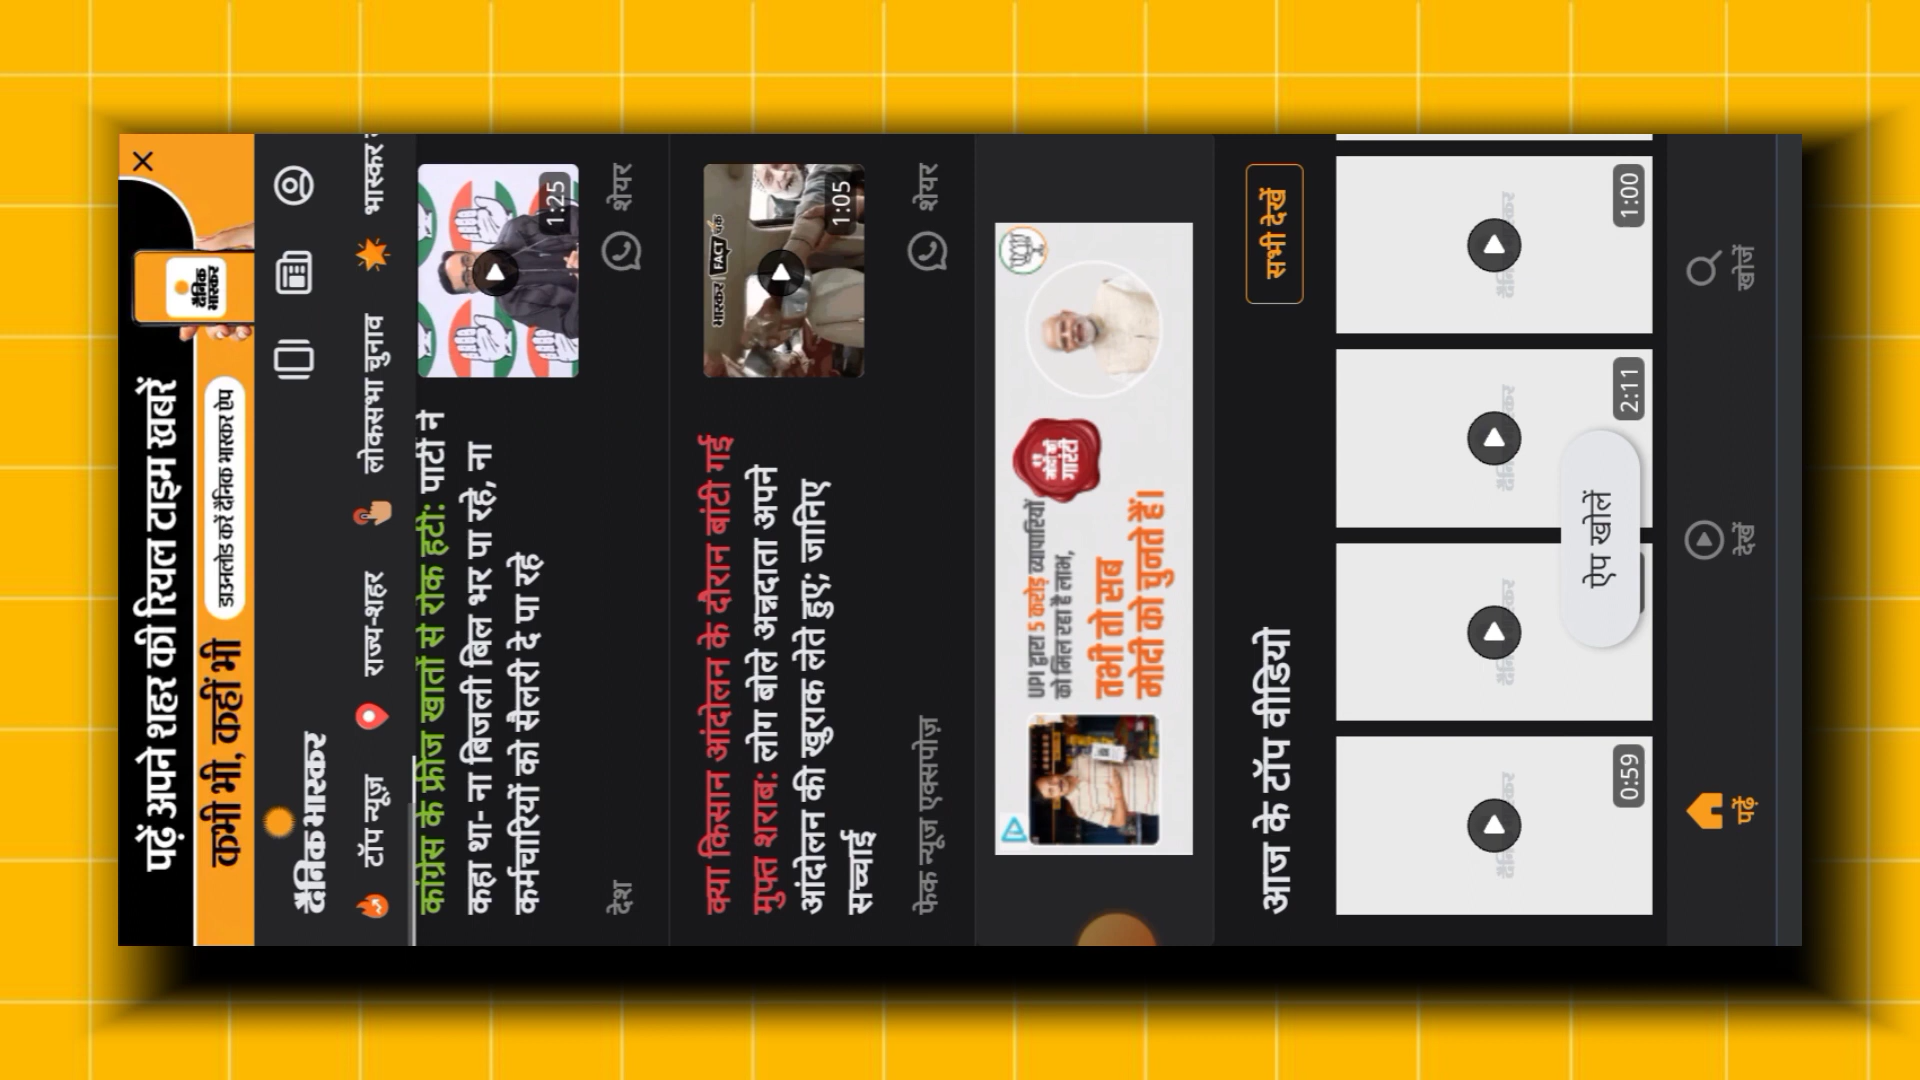 पढ़ें अपने शहर की रियल टाइम खबरें
कभी भी, कहीं भी
डाउनलोड करें दैनिक भास्कर ऐप
दैनिक
भास्कर
दैनिक भास्कर
टॉप न्यूज़
राज्य-शहर
लोकसभा चुनाव
भास्कर
कांग्रेस के फ्रीज खातों से रोक हटी: पार्टी ने
कहा था- ना बिजली बिल भर पा रहे, ना
कर्मचारियों को सैलरी दे पा रहे
1:25
देश
शेयर
क्या किसान आंदोलन के दौरान बांटी गई
मुफ्त शराब: लोग बोले अन्नदाता अपने
आंदोलन की खुराक लेते हुए; जानिए
सच्चाई
भास्कर FACT चेक
1:05
फेक न्यूज एक्सपोज़
शेयर
UPI द्वारा 5 करोड़ व्यापारियों
को मिल रहा है लाभ,
तभी तो सब
मोदी को चुनते हैं।
मोदी की
गारंटी
आज के टॉप वीडियो
सभी देखें
0:59
2:11
1:00
ऐप खोलें
पढ़ें
देखें
खोजें